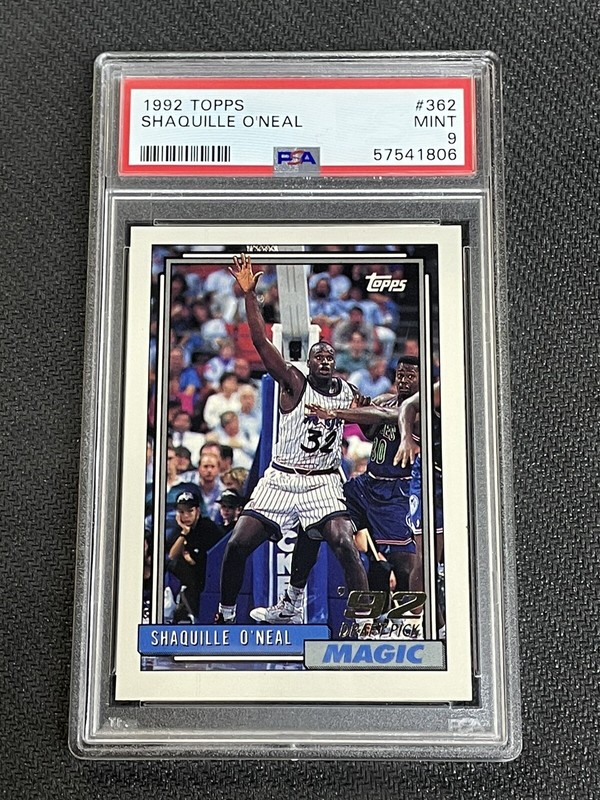 1992 TOPPS #362
SHAQUILLE O'NEAL MINT
9
57541806
PSA
Topps
32
'92
DRAFT PICK
SHAQUILLE O'NEAL
MAGIC